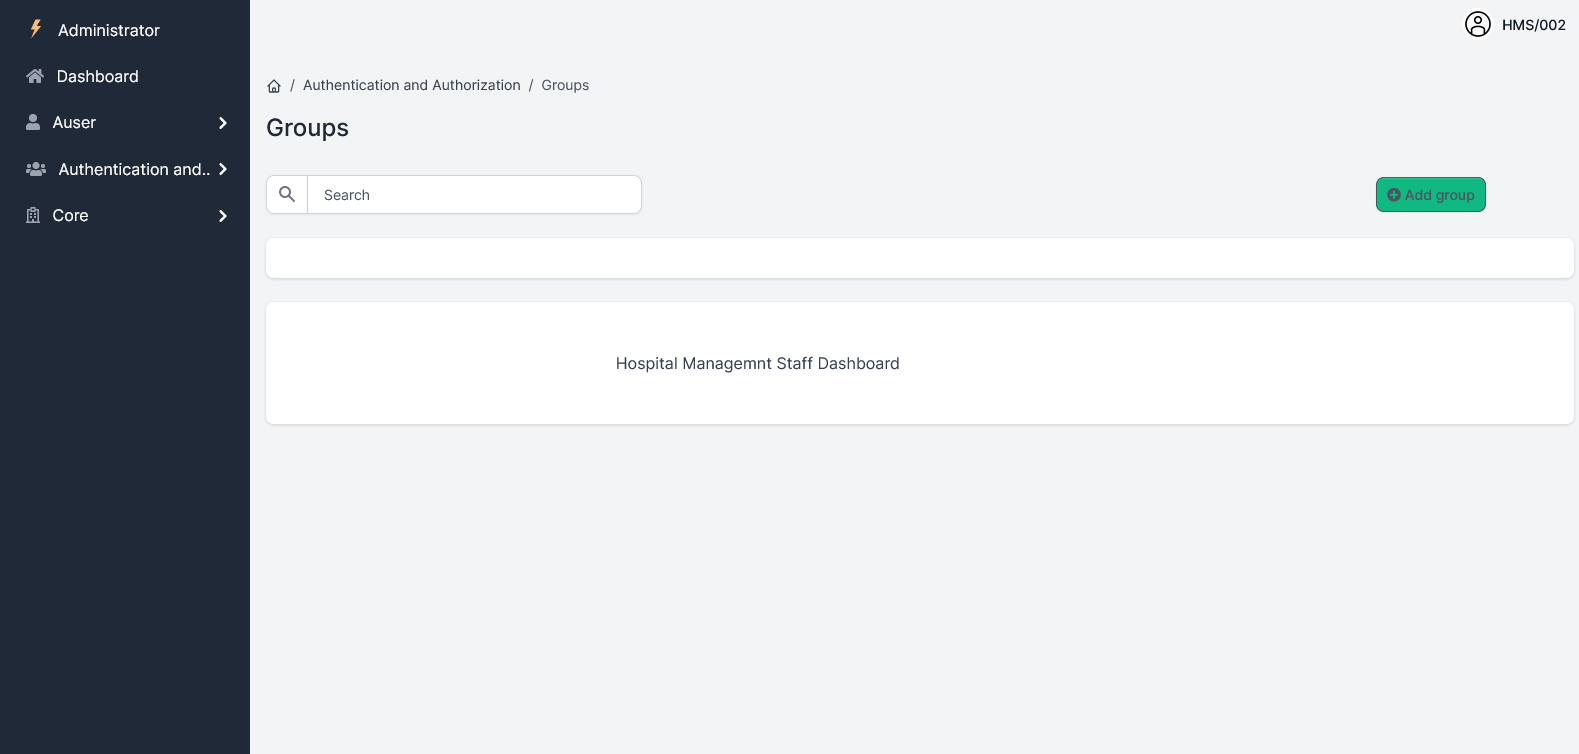 Administrator
Dashboard
Auser
Authentication and..
Core
HMS/002
/ Authentication and Authorization / Groups
Groups
Search
Add group
Hospital Managemnt Staff Dashboard